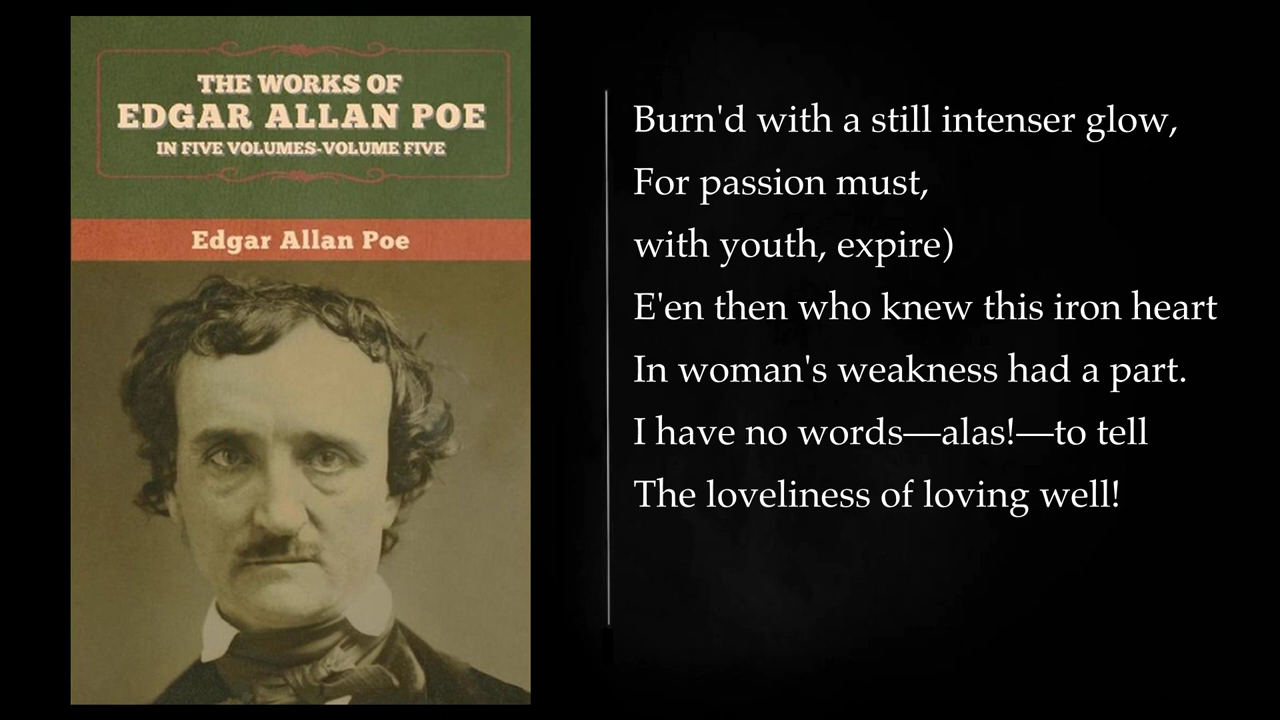 THE WORKS OF
EDGAR ALLAN POE
IN FIVE VOLUMES-VOLUME FIVE
Edgar Allan Poe
Burn'd with a still intenser glow,
For passion must,
with youth, expire)
E'en then who knew this iron heart
In woman's weakness had a part.
I have no words—alas!—to tell
The loveliness of loving well!